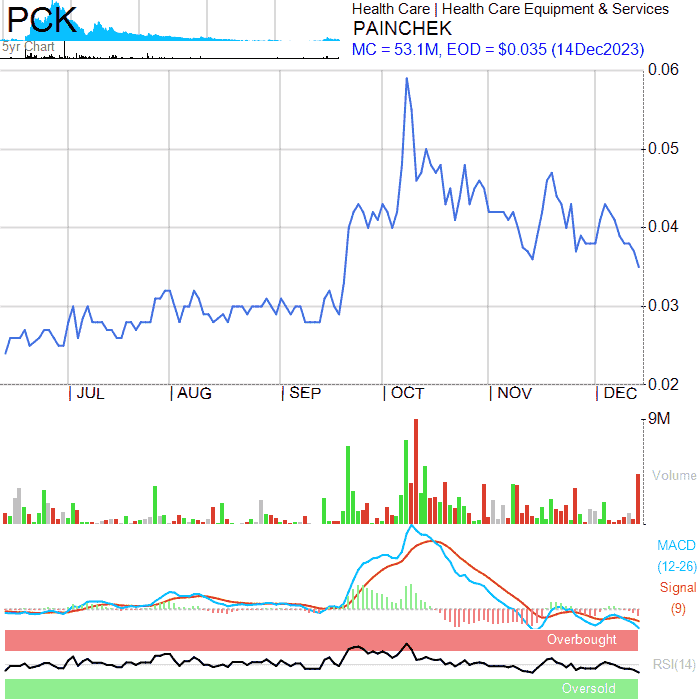 PCK
5yr Chart
Health Care | Health Care Equipment & Services
PAINCHEK
MC = 53.1M, EOD = $0.035 (14Dec2023)
0.06
0.05
0.04
0.03
0.02
| JUL | AUG | SEP | OCT | NOV | DEC
9M
Volume
MACD
(12-26)
Signal
(9)
Overbought
RSI(14)
Oversold